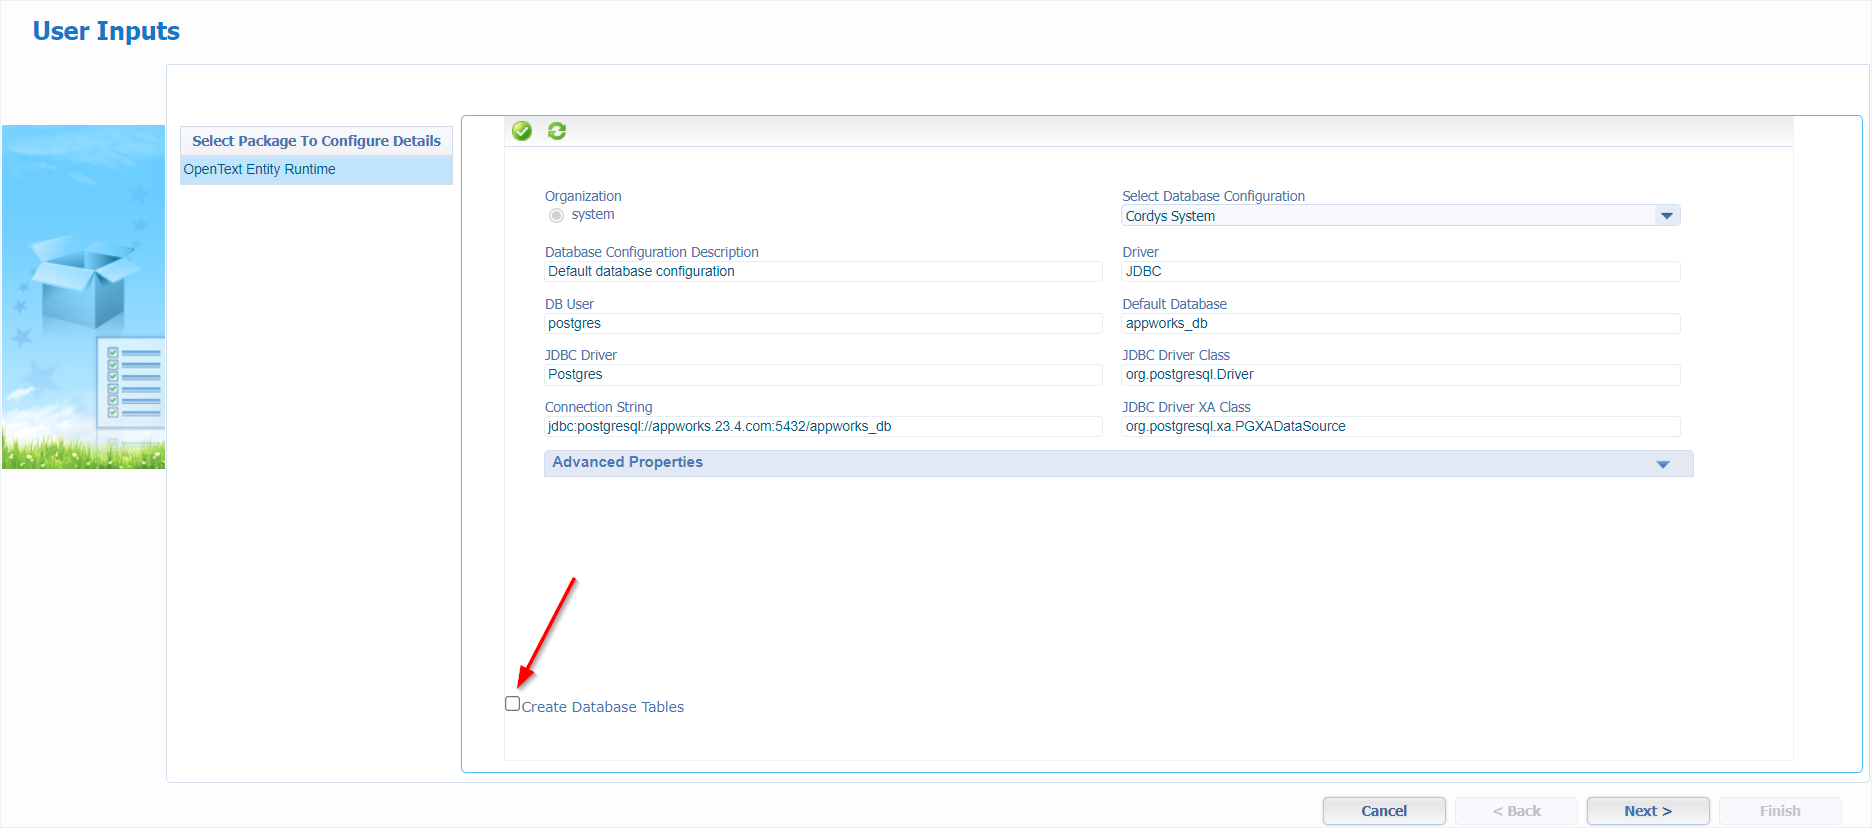 User Inputs
Select Package To Configure Details
OpenText Entity Runtime
Organization
system
Select Database Configuration
Cordys System
Database Configuration Description
Default database configuration
Driver
JDBC
DB User
postgres
Default Database
appworks_db
JDBC Driver
Postgres
JDBC Driver Class
org.postgresql.Driver
Connection String
jdbc:postgresql://appworks.23.4.com:5432/appworks_db
JDBC Driver XA Class
org.postgresql.xa.PGXADataSource
Advanced Properties
Create Database Tables
Cancel
< Back
Next >
Finish